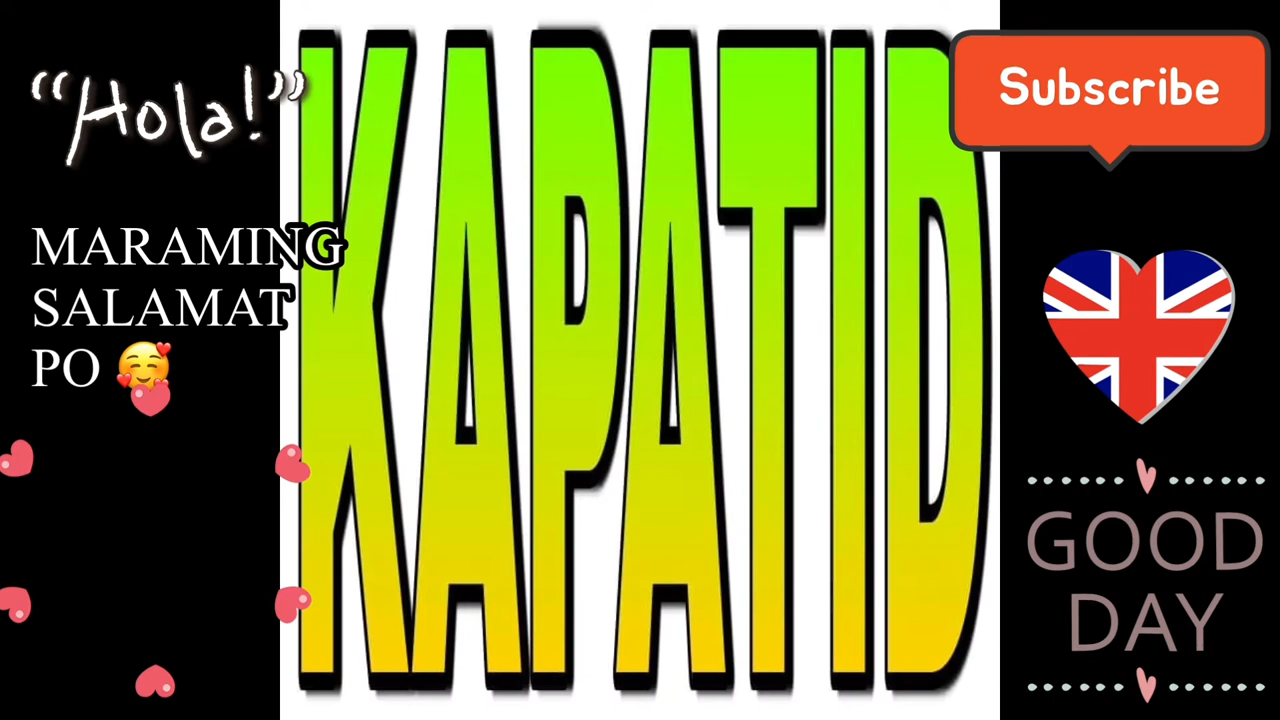 “Hola!”
MARAMING
SALAMAT
PO 🥰
KAPATID
Subscribe
GOOD
DAY